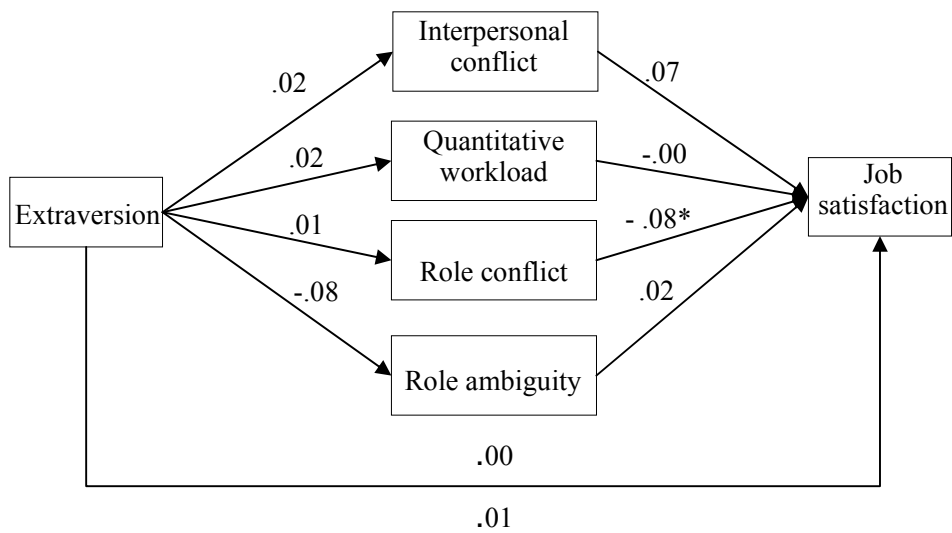 Interpersonal
conflict
.02
.07
Quantitative
workload
.02
-.00
Job
satisfaction
Extraversion
.01
- .08*
Role conflict
-.08
.02
Role ambiguity
.00
.01